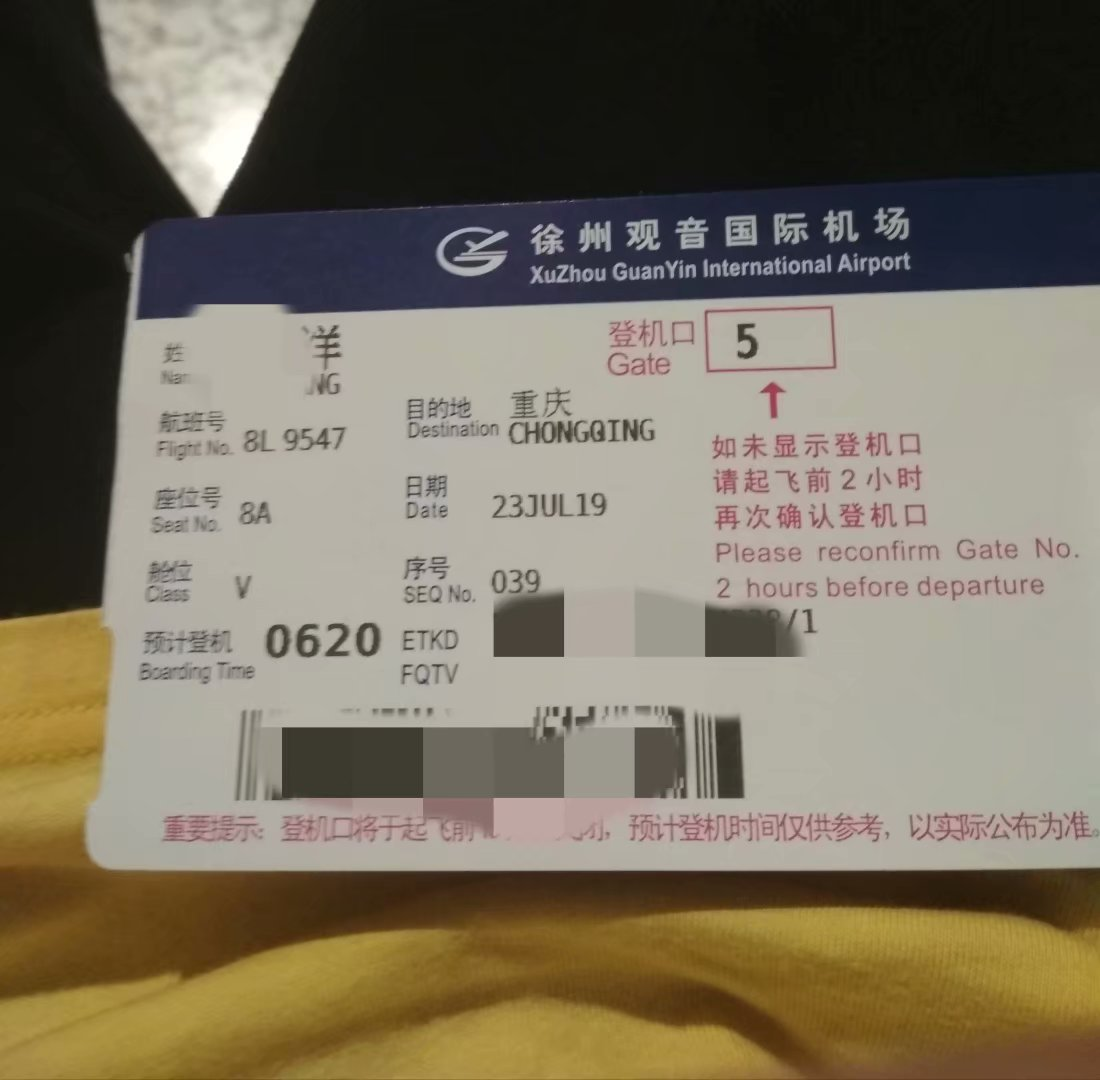 徐州观音国际机场
XuZhou GuanYin International Airport
姓 洋
登机口 5
Gate
航班号
Flight No. 8L 9547
目的地 重庆
Destination CHONGQING
座位号
Seat No. 8A
日期
Date 23JUL19
舱位
Class V
序号
SEQ No. 039
预计登机 0620
Boarding Time
ETKD /1
FQTV
如未显示登机口
请起飞前2小时
再次确认登机口
Please reconfirm Gate No.
2 hours before departure
重要提示: 登机口将于起飞前 闭, 预计登机时间仅供参考, 以实际公布为准。